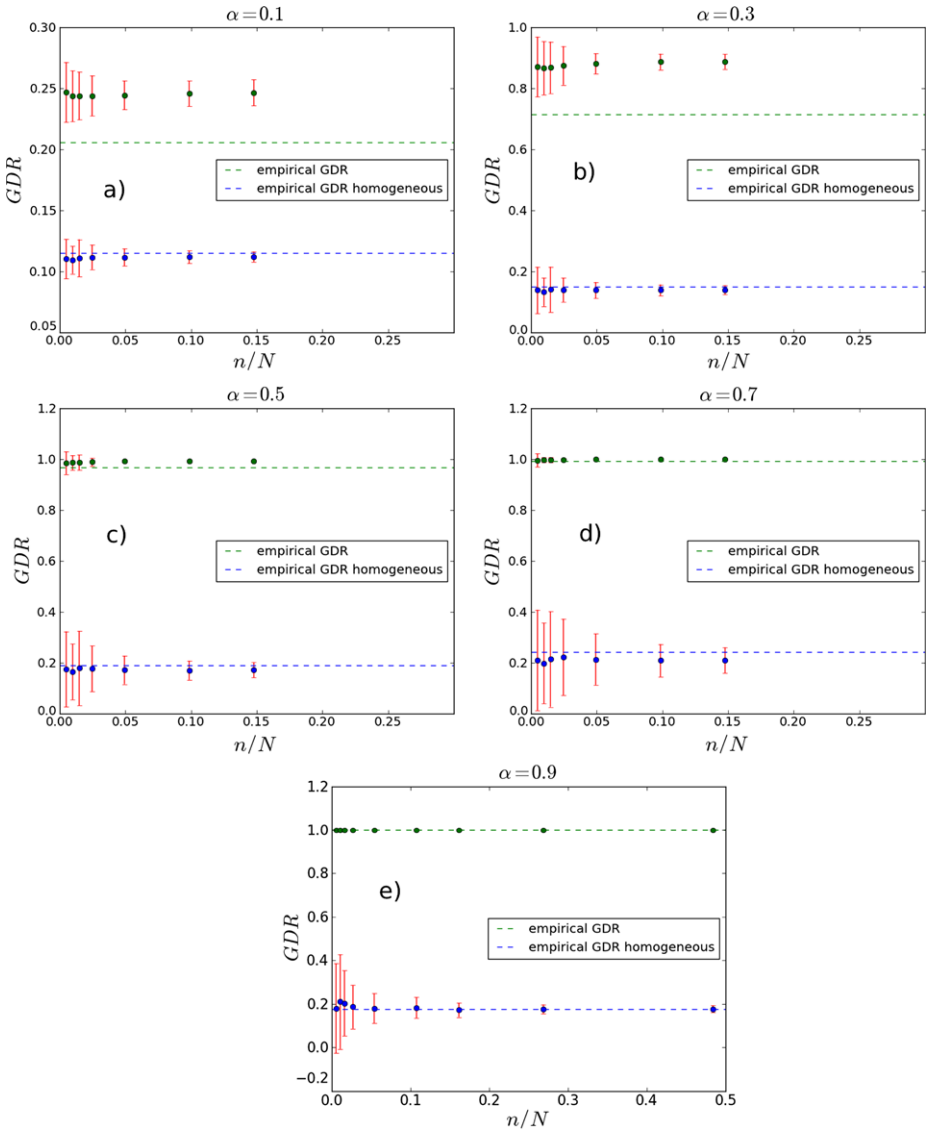 α=0.1
0.30
0.25
0.20
0.15
0.10
0.05
GDR
a)
empirical GDR
empirical GDR homogeneous
0.00 0.05 0.10 0.15 0.20 0.25
n/N
α=0.3
1.0
0.8
0.6
0.4
0.2
0.0
GDR
b)
empirical GDR
empirical GDR homogeneous
0.00 0.05 0.10 0.15 0.20 0.25
n/N
α=0.5
1.2
1.0
0.8
0.6
0.4
0.2
0.0
GDR
c)
empirical GDR
empirical GDR homogeneous
0.00 0.05 0.10 0.15 0.20 0.25
n/N
α=0.7
1.2
1.0
0.8
0.6
0.4
0.2
0.0
GDR
d)
empirical GDR
empirical GDR homogeneous
0.00 0.05 0.10 0.15 0.20 0.25
n/N
α=0.9
1.2
1.0
0.8
0.6
0.4
0.2
0.0
−0.2
GDR
e)
empirical GDR
empirical GDR homogeneous
0.0 0.1 0.2 0.3 0.4 0.5
n/N